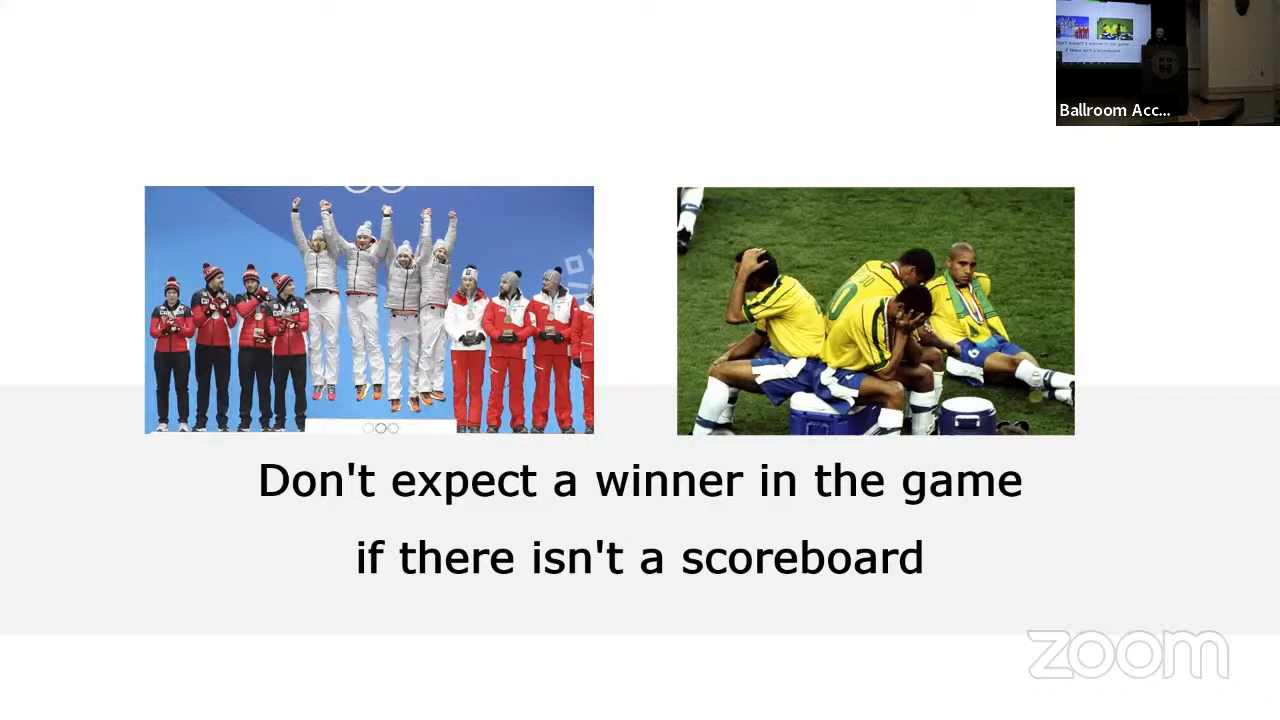 Ballroom Acc...
Don't expect a winner in the game
if there isn't a scoreboard
zoom